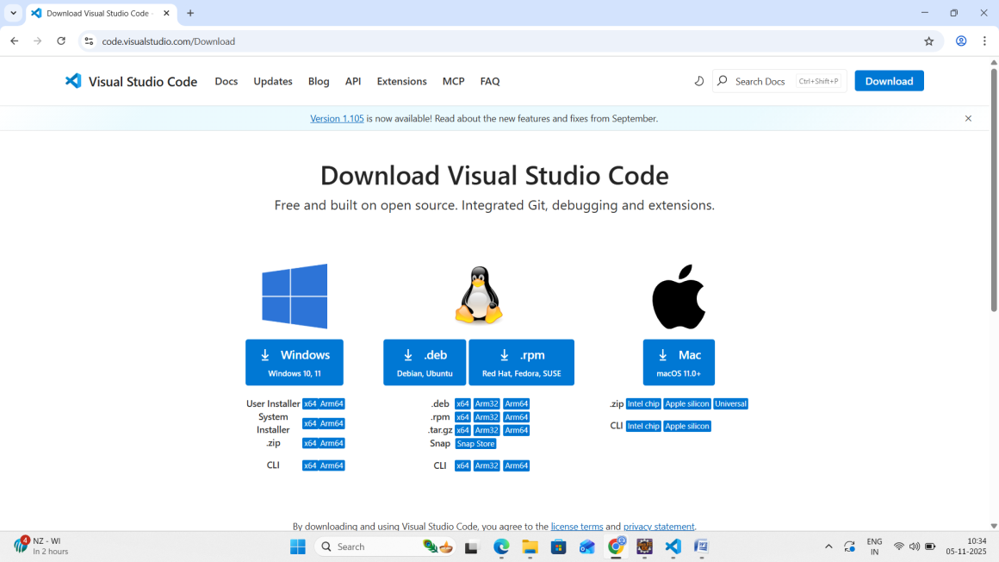 Download Visual Studio Code
code.visualstudio.com/Download
Visual Studio Code Docs Updates Blog API Extensions MCP FAQ Search Docs Ctrl+Shift+P Download
Version 1.105 is now available! Read about the new features and fixes from September.
Download Visual Studio Code
Free and built on open source. Integrated Git, debugging and extensions.
Windows
Windows 10, 11
User Installer x64 Arm64
System Installer x64 Arm64
.zip x64 Arm64
CLI x64 Arm64
.deb
Debian, Ubuntu
.rpm
Red Hat, Fedora, SUSE
.deb x64 Arm32 Arm64
.rpm x64 Arm32 Arm64
.tar.gz x64 Arm32 Arm64
Snap Snap Store
CLI x64 Arm32 Arm64
Mac
macOS 11.0+
.zip Intel chip Apple silicon Universal
CLI Intel chip Apple silicon
By downloading and using Visual Studio Code, you agree to the license terms and privacy statement.
4
NZ - WI
In 2 hours
Search
ENG
IN
10:34
05-11-2025